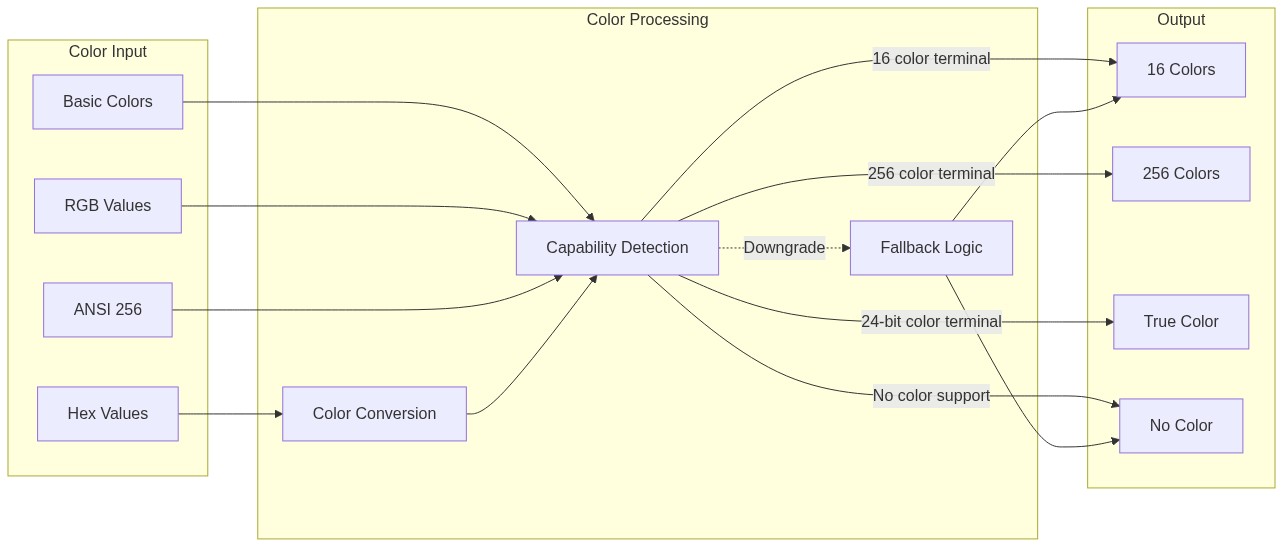 Color Input
Basic Colors
RGB Values
ANSI 256
Hex Values
Color Processing
Color Conversion
Capability Detection
16 color terminal
256 color terminal
Downgrade
Fallback Logic
24-bit color terminal
No color support
Output
16 Colors
256 Colors
True Color
No Color